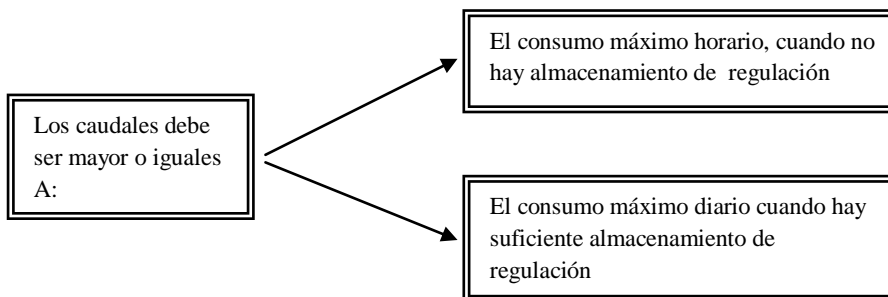 El consumo máximo horario, cuando no
hay almacenamiento de regulación
Los caudales debe
ser mayor o iguales
A:
El consumo máximo diario cuando hay
suficiente almacenamiento de
regulación